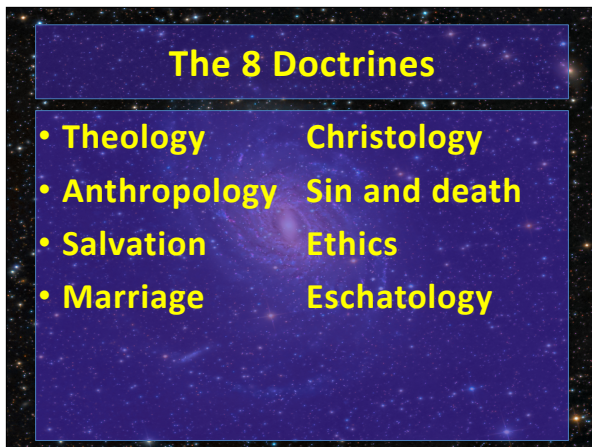 The 8 Doctrines
• Theology Christology
• Anthropology Sin and death
• Salvation Ethics
• Marriage Eschatology